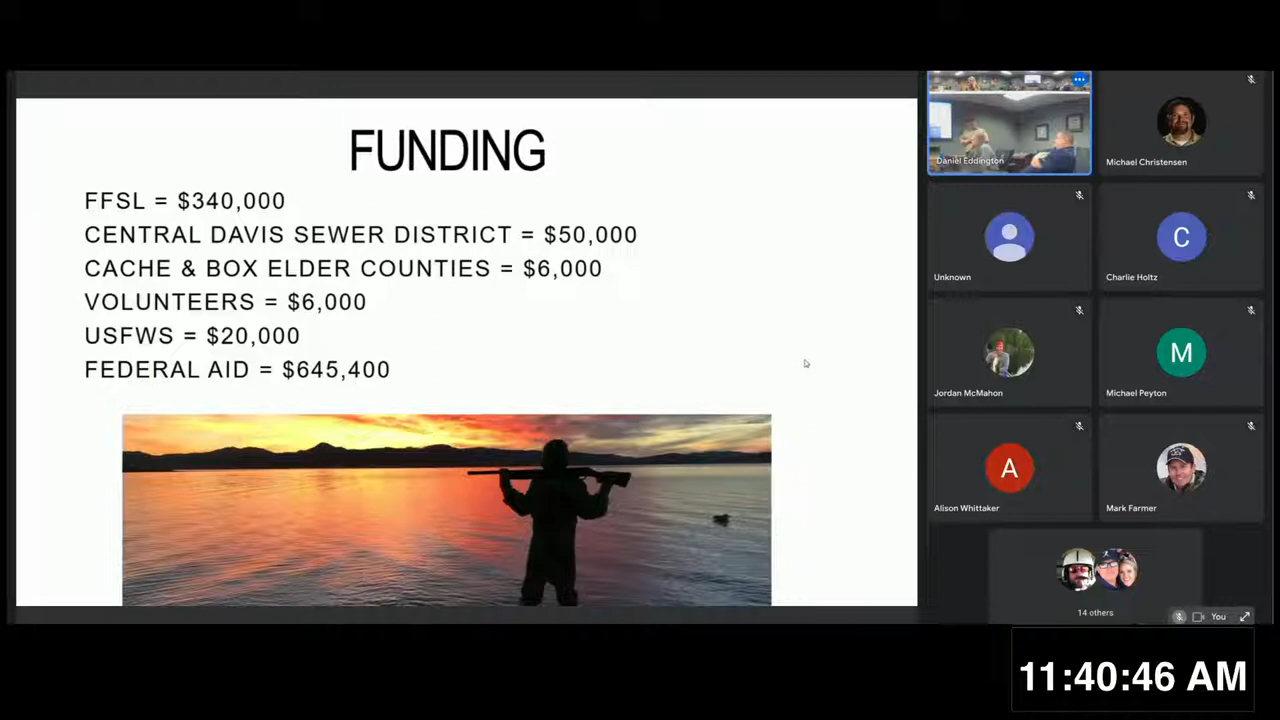 FUNDING
FFSL = $340,000
CENTRAL DAVIS SEWER DISTRICT = $50,000
CACHE & BOX ELDER COUNTIES = $6,000
VOLUNTEERS = $6,000
USFWS = $20,000
FEDERAL AID = $645,400
Daniel Eddington
Michael Christensen
Unknown
C
Charlie Holtz
Jordan McMahon
M
Michael Peyton
A
Alison Whittaker
Mark Farmer
14 others
You
11:40:46 AM